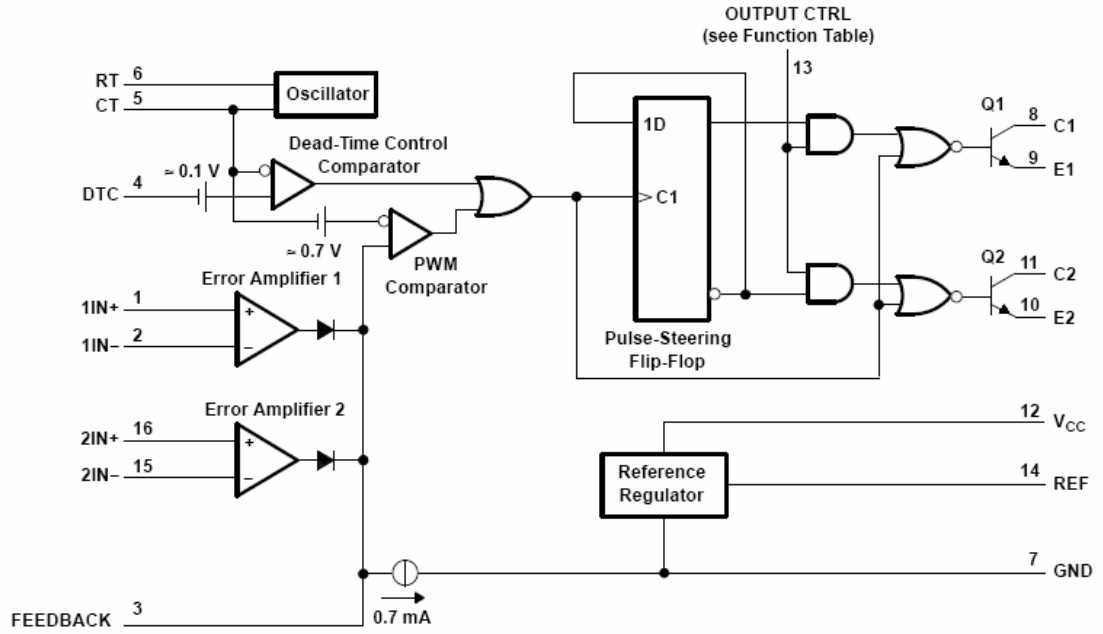 OUTPUT CTRL
(see Function Table)
13
RT 6
CT 5
Oscillator
Dead-Time Control
Comparator
≈ 0.1 V
DTC 4
≈ 0.7 V
PWM
Comparator
1D
C1
Pulse-Steering
Flip-Flop
Q1
8 C1
9 E1
Q2
11 C2
10 E2
Error Amplifier 1
1IN+ 1
+
1IN– 2
–
Error Amplifier 2
2IN+ 16
+
2IN– 15
–
12 VCC
Reference
Regulator
14 REF
7 GND
0.7 mA
FEEDBACK 3